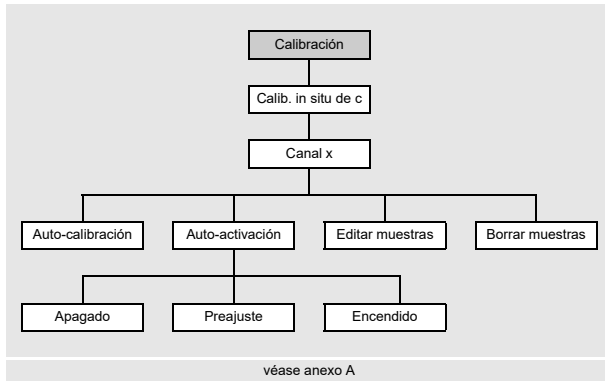 Calibración
Calib. in situ de c
Canal x
Auto-calibración
Auto-activación
Editar muestras
Borrar muestras
Apagado
Preajuste
Encendido
véase anexo A